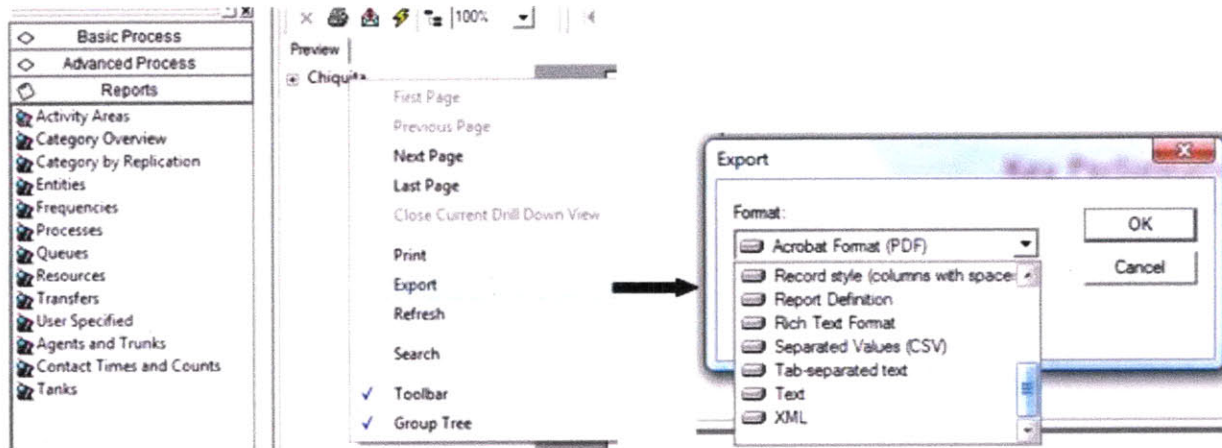 Basic Process
Advanced Process
Reports
Activity Areas
Category Overview
Category by Replication
Entities
Frequencies
Processes
Queues
Resources
Transfers
User Specified
Agents and Trunks
Contact Times and Counts
Tanks
100%
Preview
Chiquita
First Page
Previous Page
Next Page
Last Page
Close Current Drill Down View
Print
Export
Refresh
Search
Toolbar
Group Tree
Export
Format:
Acrobat Format (PDF)
Record style (columns with space
Report Definition
Rich Text Format
Separated Values (CSV)
Tab-separated text
Text
XML
OK
Cancel